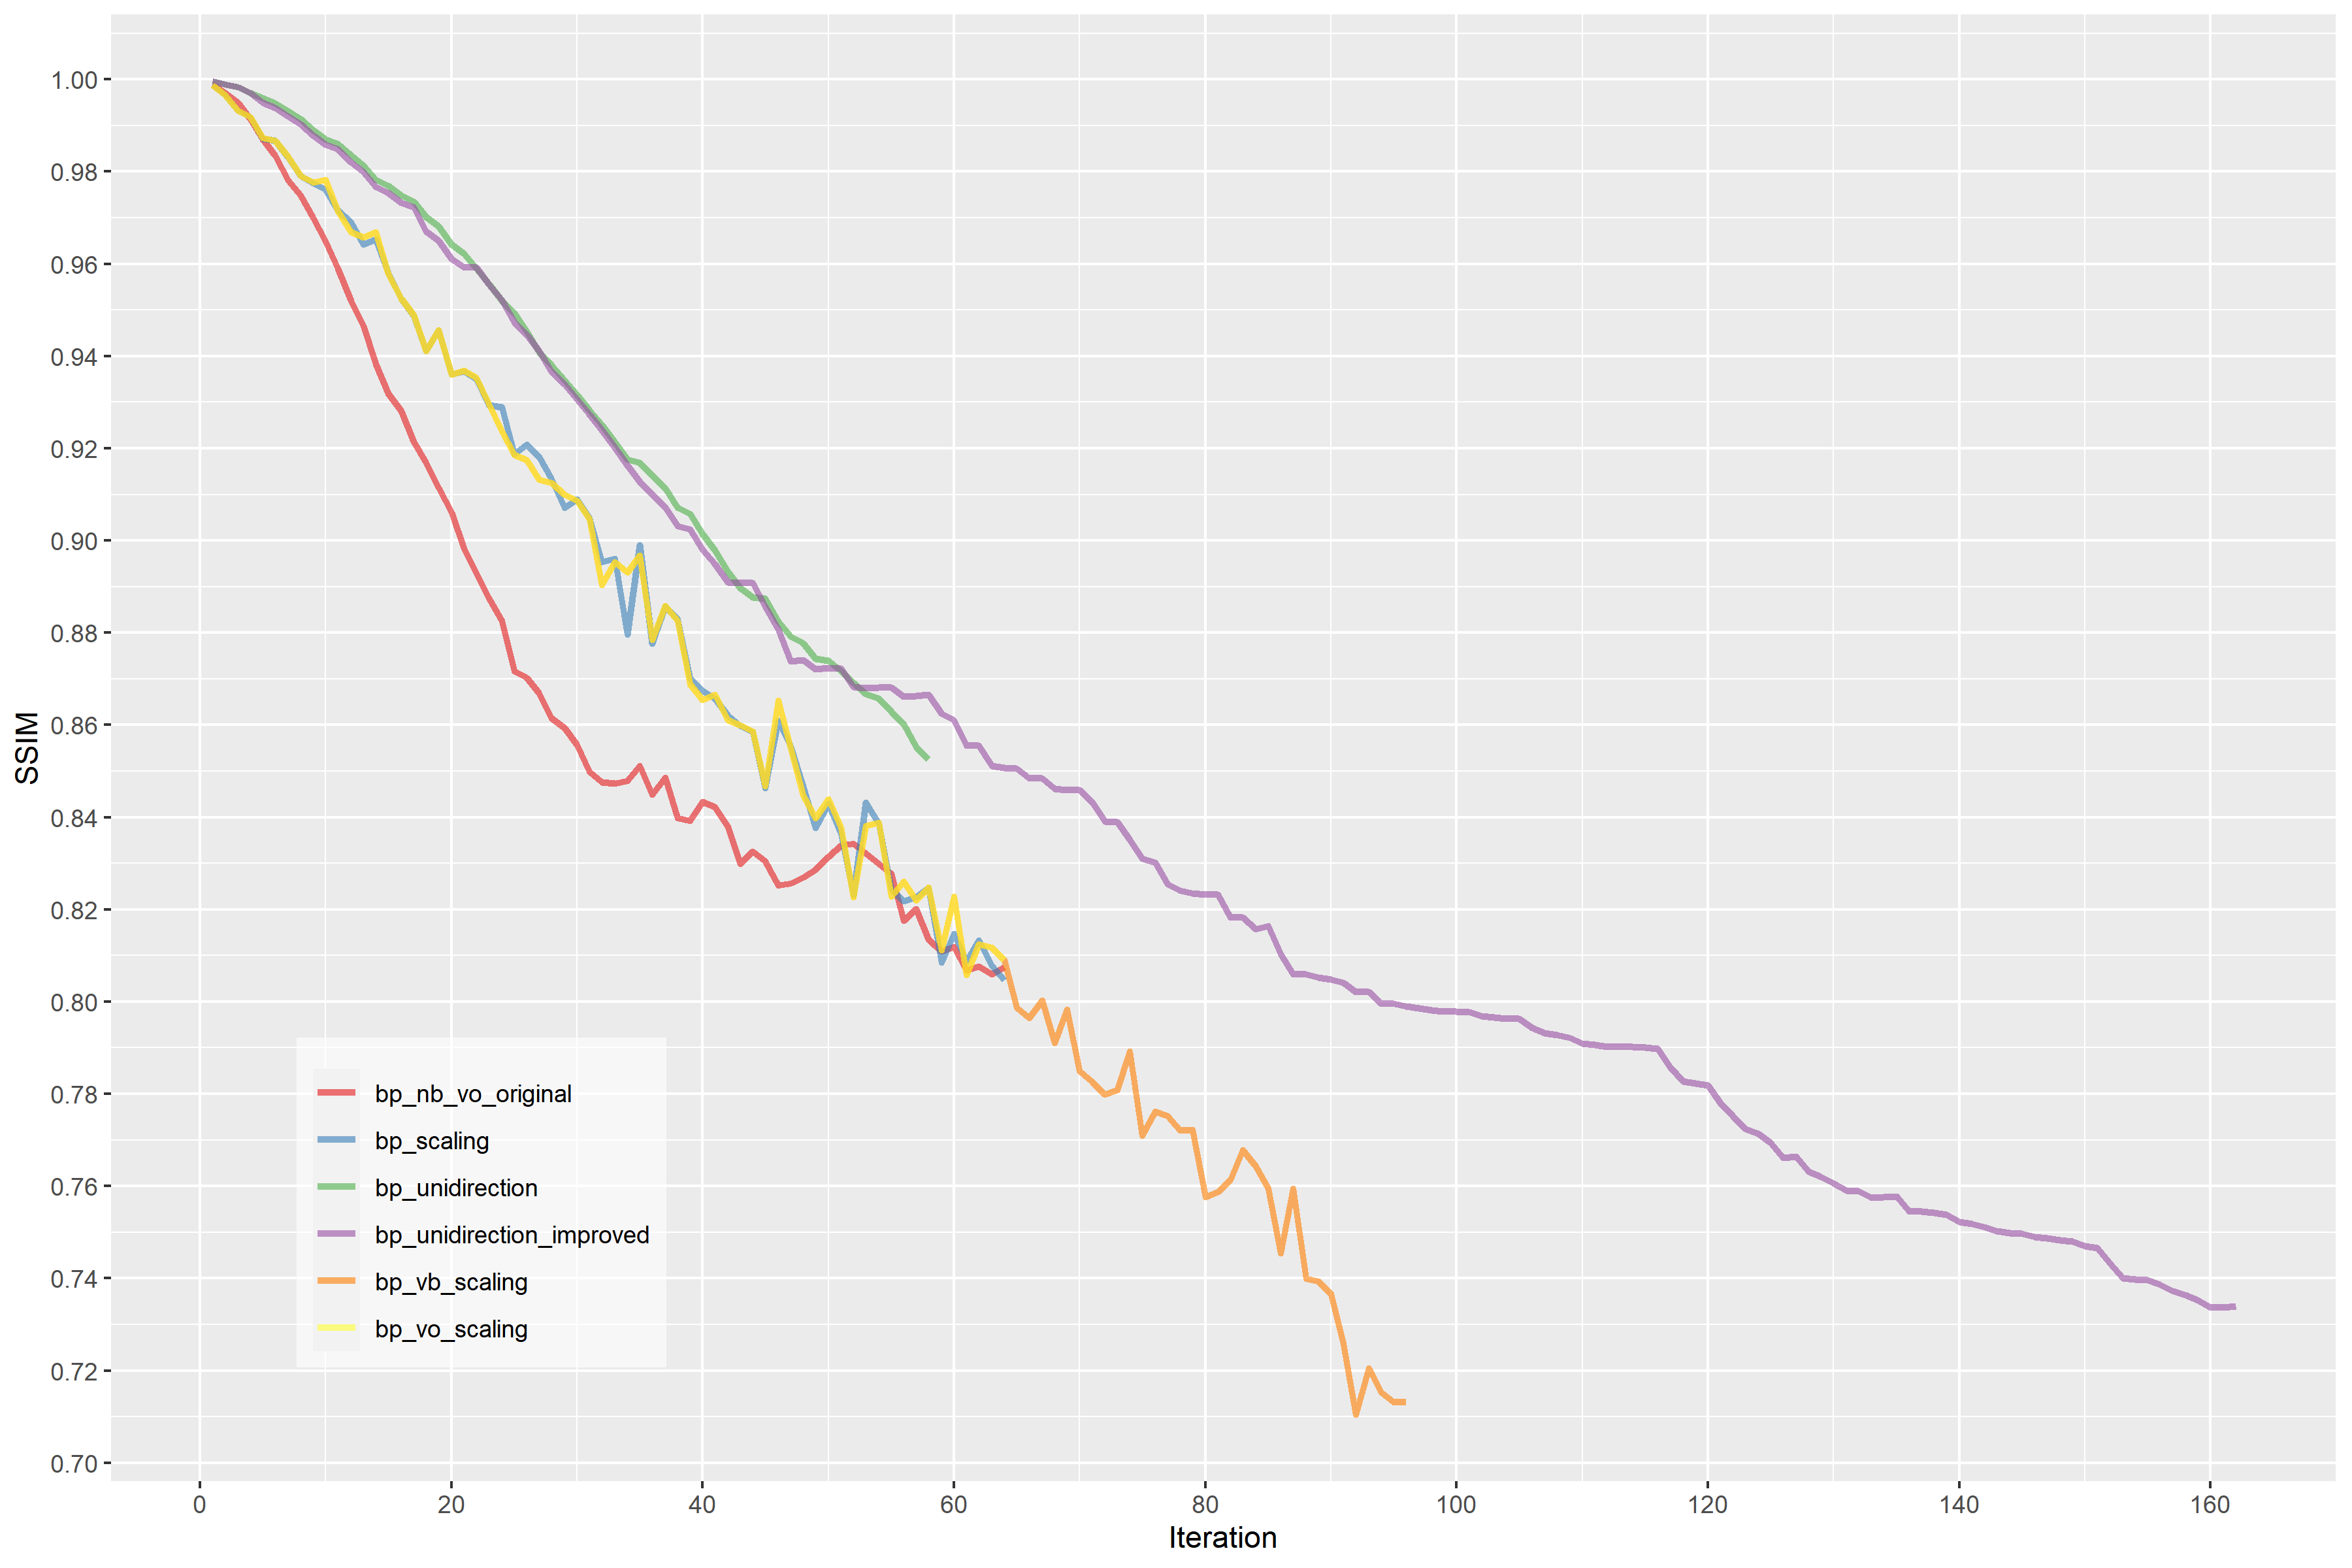 1.00
0.98
0.96
0.94
0.92
0.90
0.88
0.86
0.84
0.82
0.80
0.78
0.76
0.74
0.72
0.70
SSIM
bp_nb_vo_original
bp_scaling
bp_unidirection
bp_unidirection_improved
bp_vb_scaling
bp_vo_scaling
0 20 40 60 80 100 120 140 160
Iteration